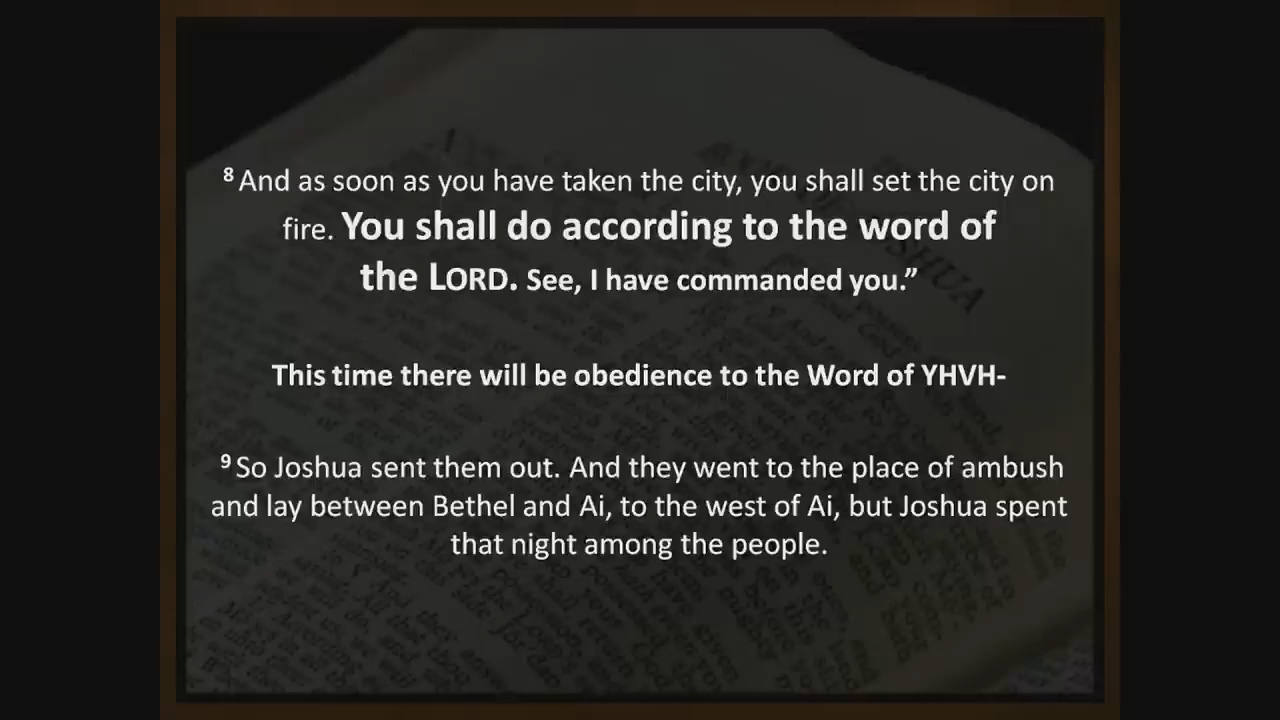 8 And as soon as you have taken the city, you shall set the city on
fire. You shall do according to the word of
the LORD. See, I have commanded you.”
This time there will be obedience to the Word of YHVH-
9 So Joshua sent them out. And they went to the place of ambush
and lay between Bethel and Ai, to the west of Ai, but Joshua spent
that night among the people.